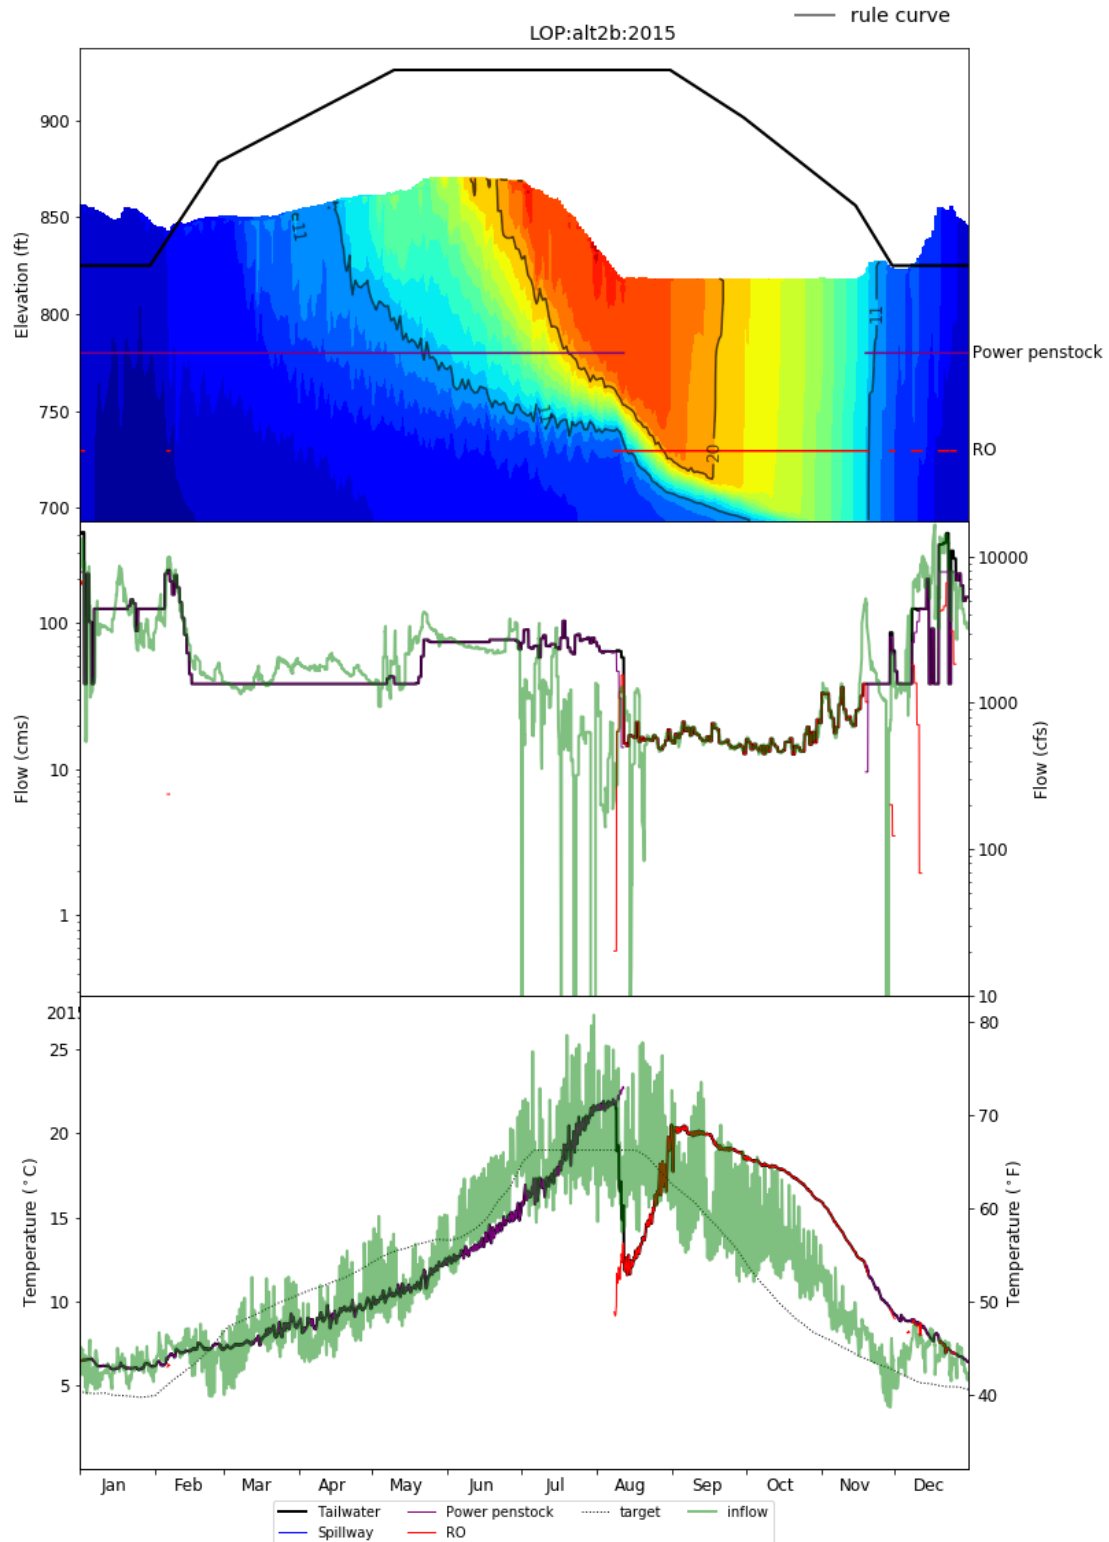 rule curve
LOP:alt2b:2015
900
850
800
750
700
Elevation (ft)
c-11
11
20
11
Power penstock
RO
100
10
1
Flow (cms)
10000
1000
100
10
Flow (cfs)
2015
25
20
15
10
5
Temperature (°C)
80
70
60
50
40
Temperature (°F)
Jan Feb Mar Apr May Jun Jul Aug Sep Oct Nov Dec
Tailwater Power penstock target inflow
Spillway RO